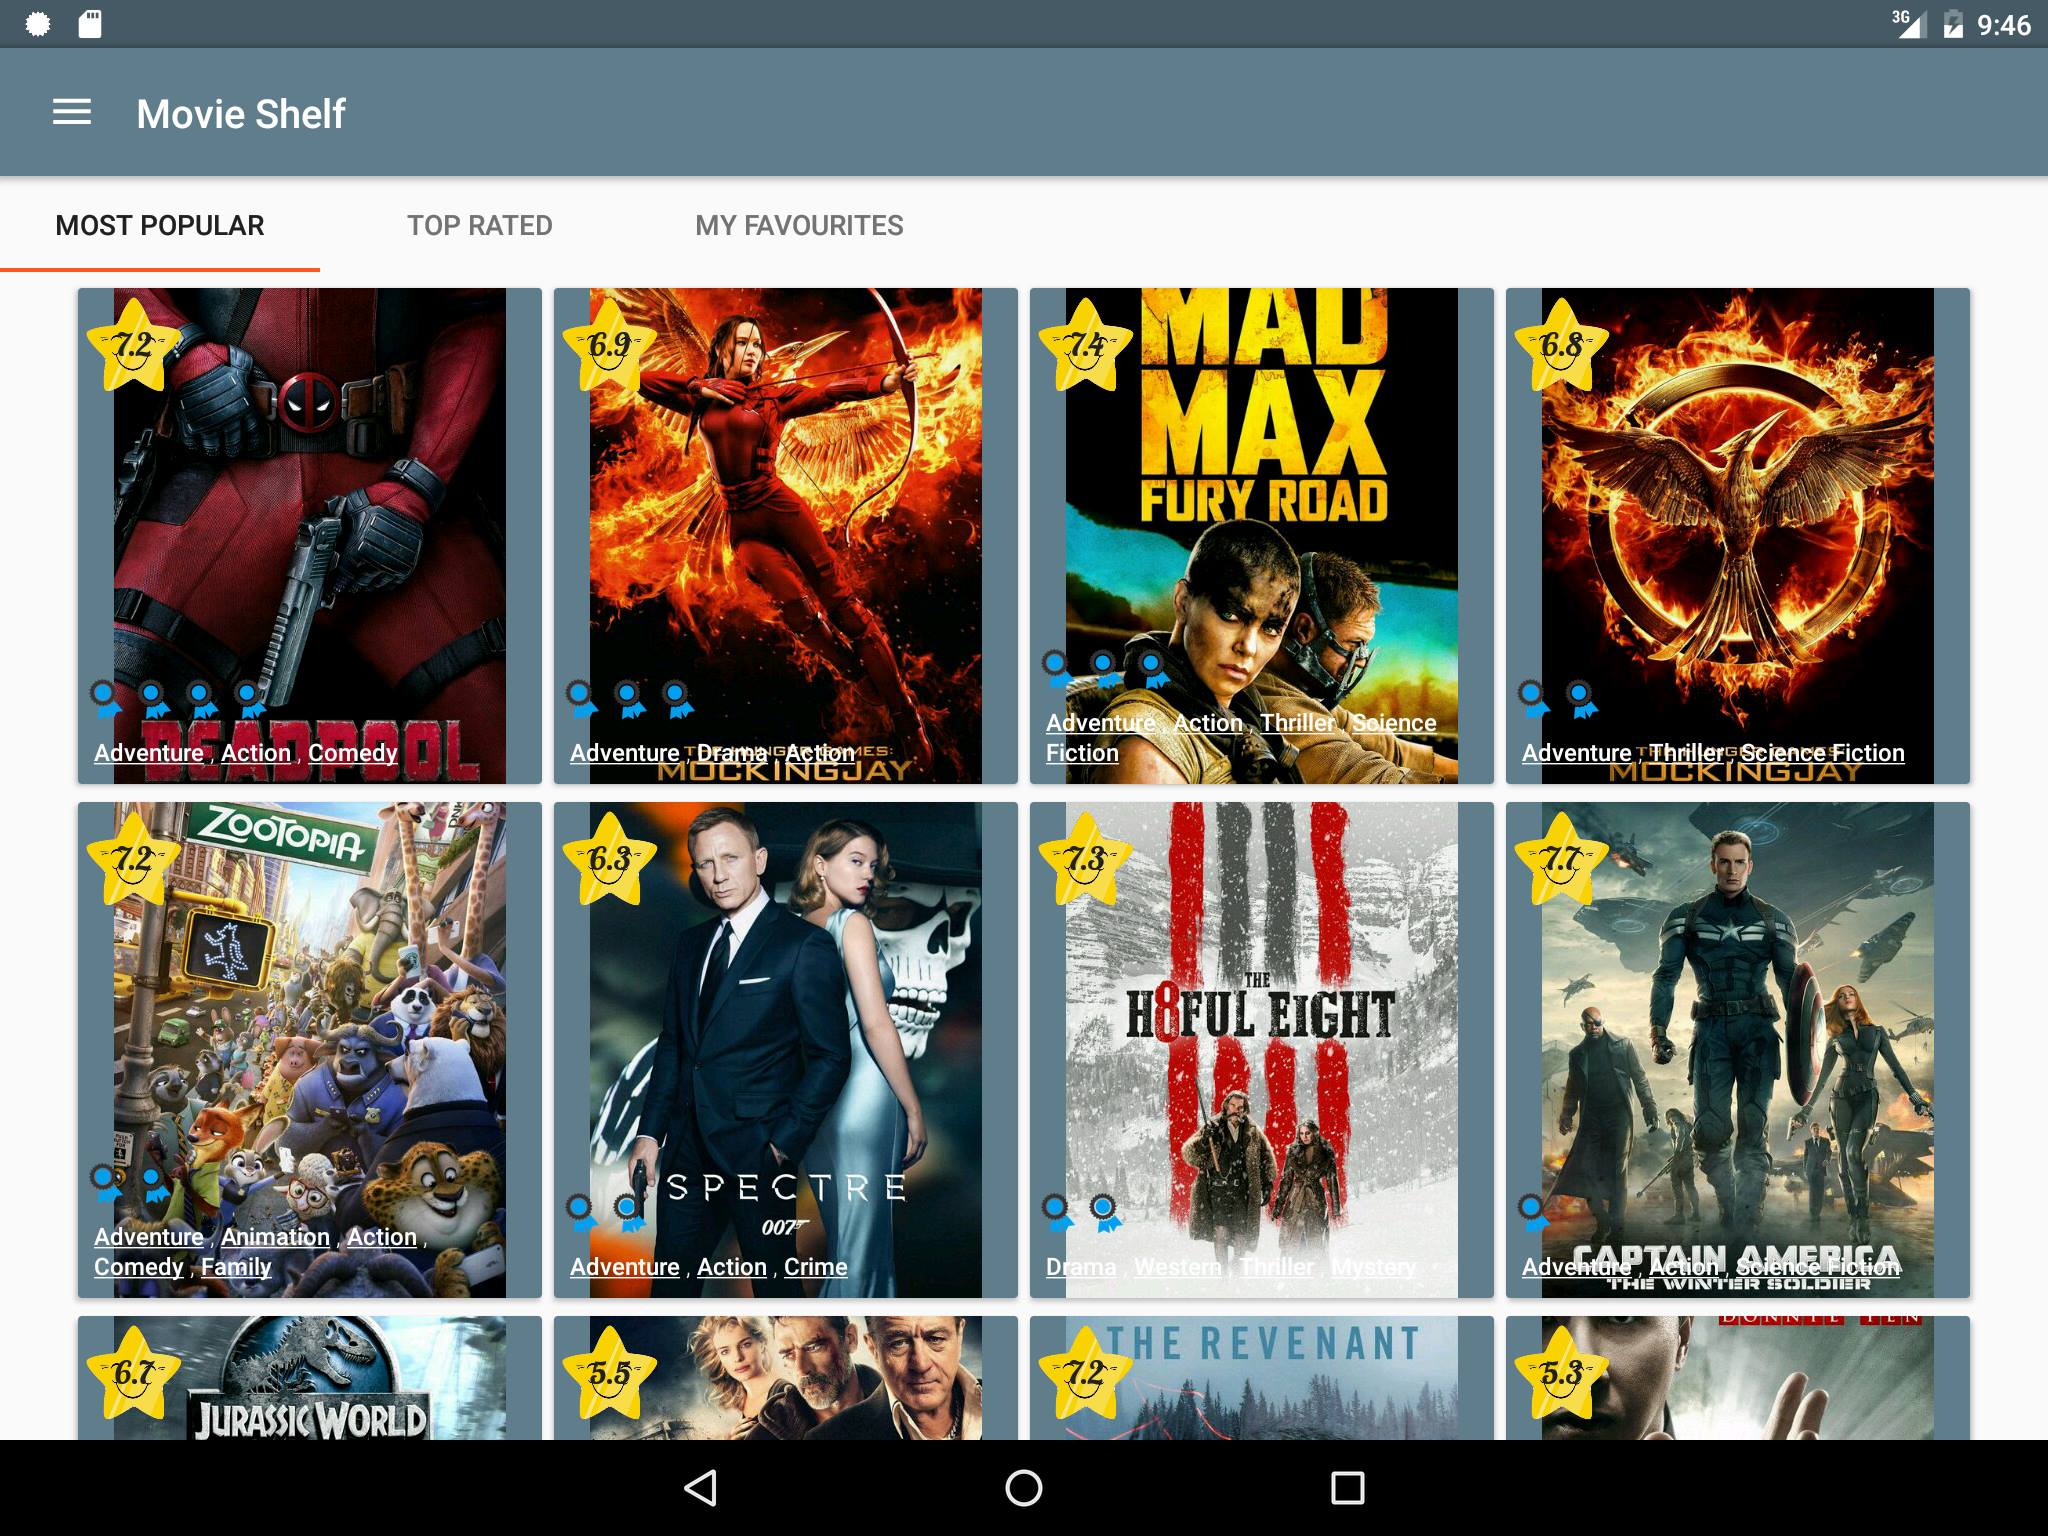 3G 9:46
Movie Shelf
MOST POPULAR TOP RATED MY FAVOURITES
7.2
DEADPOOL
Adventure , Action , Comedy
6.9
THE HUNGER GAMES:
MOCKINGJAY
Adventure , Drama , Action
7.4
MAD
MAX
FURY ROAD
Adventure , Action , Thriller , Science
Fiction
6.8
THE HUNGER GAMES
MOCKINGJAY
Adventure , Thriller , Science Fiction
7.2
ZOOTOPIA
Adventure , Animation , Action ,
Comedy , Family
6.3
SPECTRE
007
Adventure , Action , Crime
7.3
THE
H8FUL EIGHT
Drama , Western , Thriller , Mystery
7.7
CAPTAIN AMERICA
THE WINTER SOLDIER
Adventure , Action , Science Fiction
6.7
JURASSIC WORLD
5.5
7.2
THE REVENANT
5.3
DONNIE YEN